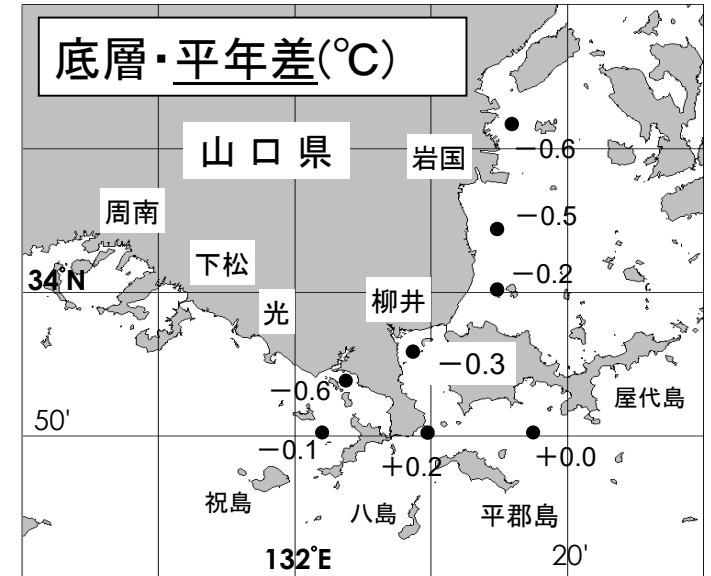 底層・平年差(℃)
山口県
岩国
－0.6
周南
－0.5
下松
－0.2
34°N
光
柳井
－0.3
－0.6
屋代島
50'
－0.1
＋0.2
＋0.0
祝島
八島
平郡島
132°E
20'